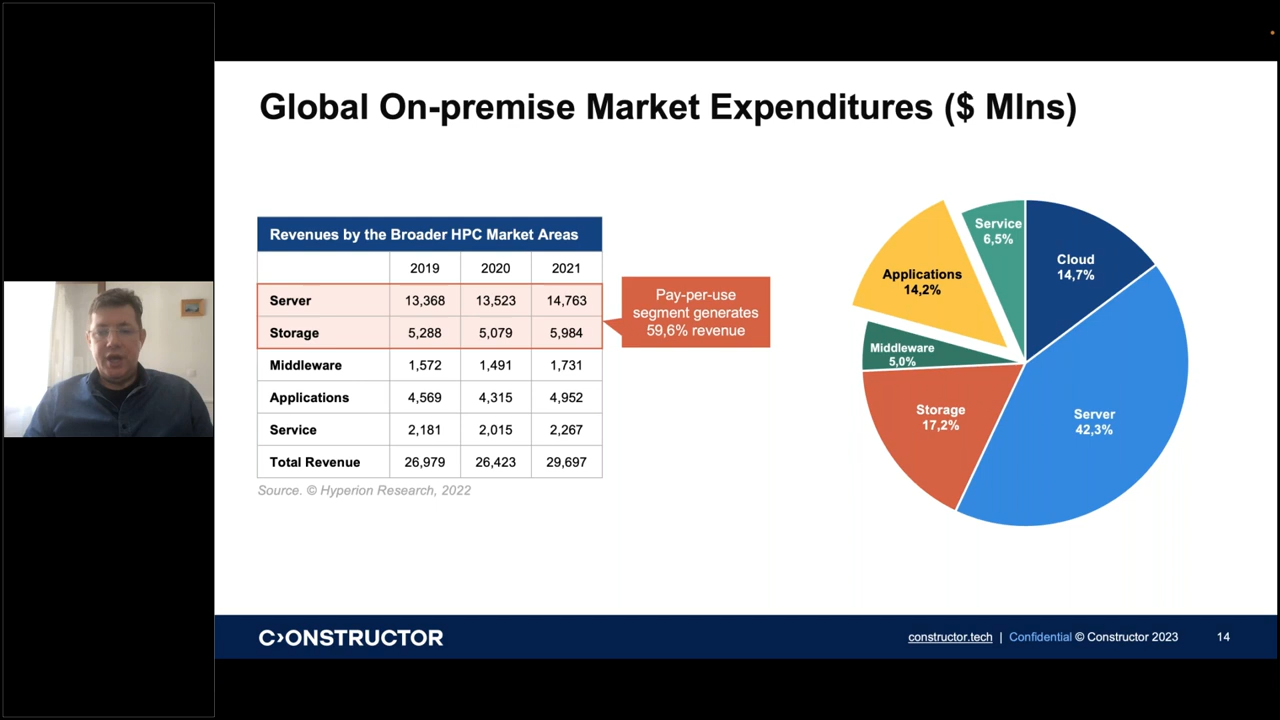 Global On-premise Market Expenditures ($ Mlns)
Revenues by the Broader HPC Market Areas
2019 2020 2021
Server 13,368 13,523 14,763
Storage 5,288 5,079 5,984
Middleware 1,572 1,491 1,731
Applications 4,569 4,315 4,952
Service 2,181 2,015 2,267
Total Revenue 26,979 26,423 29,697
Source. © Hyperion Research, 2022
Pay-per-use
segment generates
59,6% revenue
Service
6,5%
Cloud
14,7%
Applications
14,2%
Middleware
5,0%
Storage
17,2%
Server
42,3%
C›ONSTRUCTOR
constructor.tech | Confidential © Constructor 2023 14